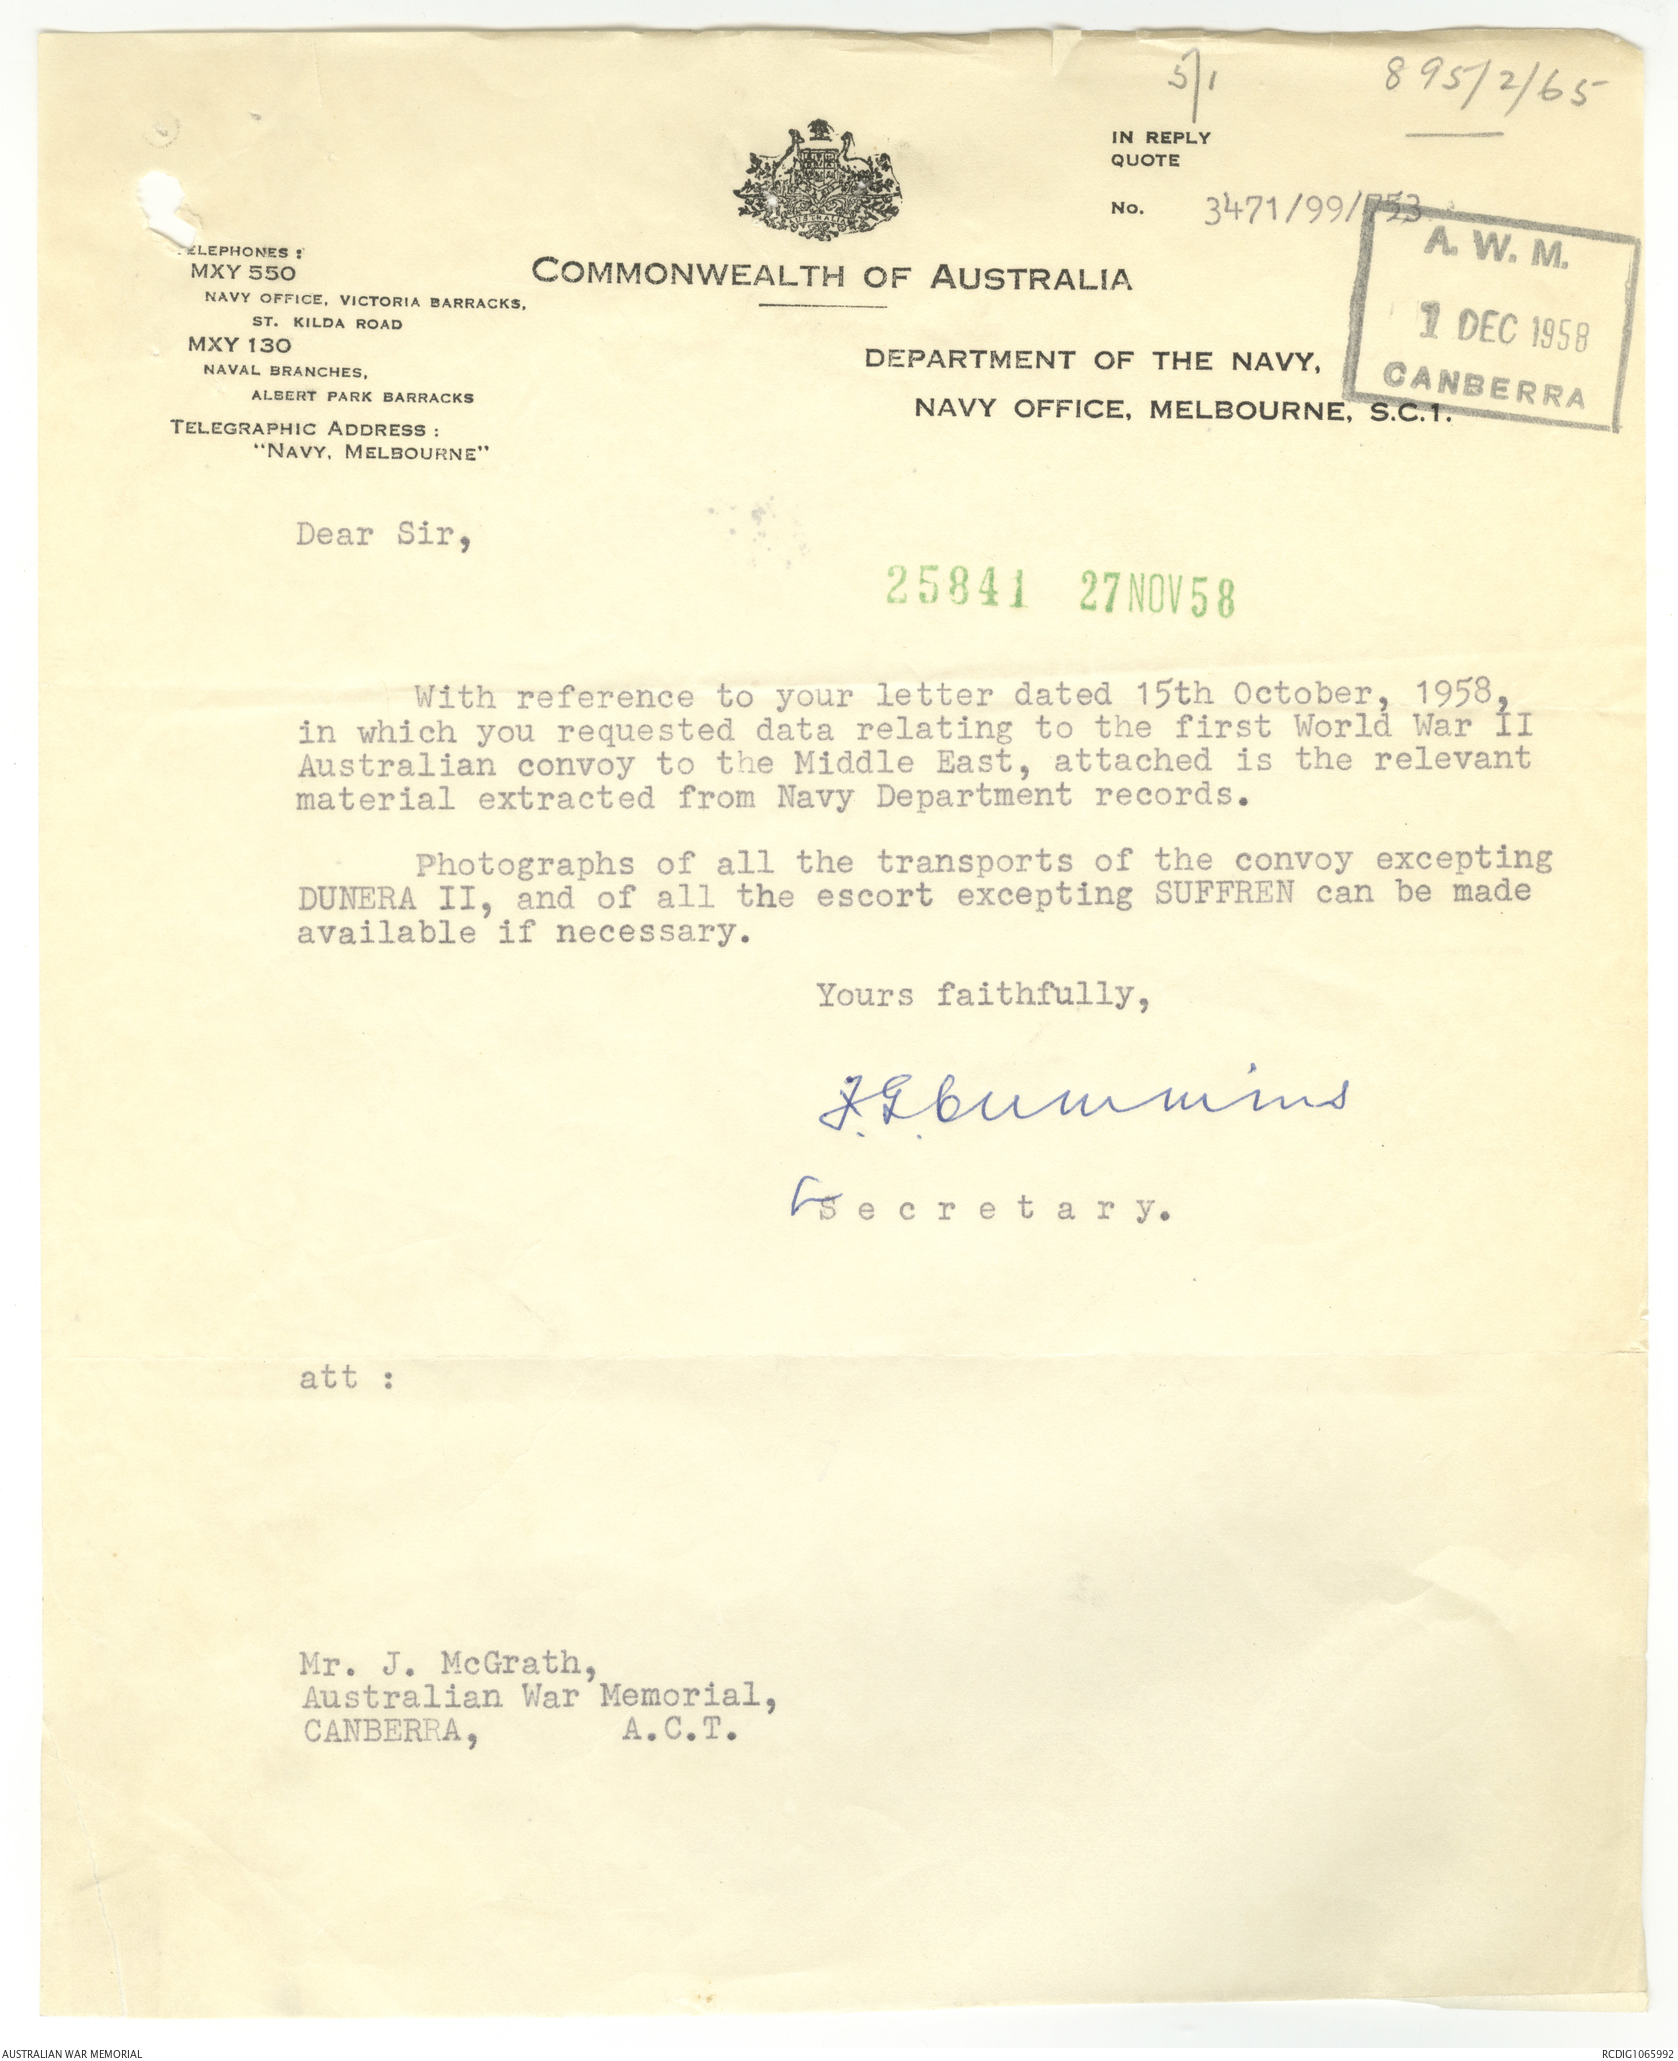 5/1
895/2/65
IN REPLY
QUOTE
No. 3471/99/753
A. W. M.
1 DEC 1958
CANBERRA
TELEPHONES :
MXY 550
NAVY OFFICE, VICTORIA BARRACKS,
ST. KILDA ROAD
MXY 130
NAVAL BRANCHES,
ALBERT PARK BARRACKS
TELEGRAPHIC ADDRESS :
"NAVY, MELBOURNE"
COMMONWEALTH OF AUSTRALIA
DEPARTMENT OF THE NAVY,
NAVY OFFICE, MELBOURNE, S.C.1.
Dear Sir,
25841 27 NOV 58
With reference to your letter dated 15th October, 1958,
in which you requested data relating to the first World War II
Australian convoy to the Middle East, attached is the relevant
material extracted from Navy Department records.
Photographs of all the transports of the convoy excepting
DUNERA II, and of all the escort excepting SUFFREN can be made
available if necessary.
Yours faithfully,
F.G. Cummins
Secretary.
att :
Mr. J. McGrath,
Australian War Memorial,
CANBERRA, A.C.T.
AUSTRALIAN WAR MEMORIAL
RCDIG1065992